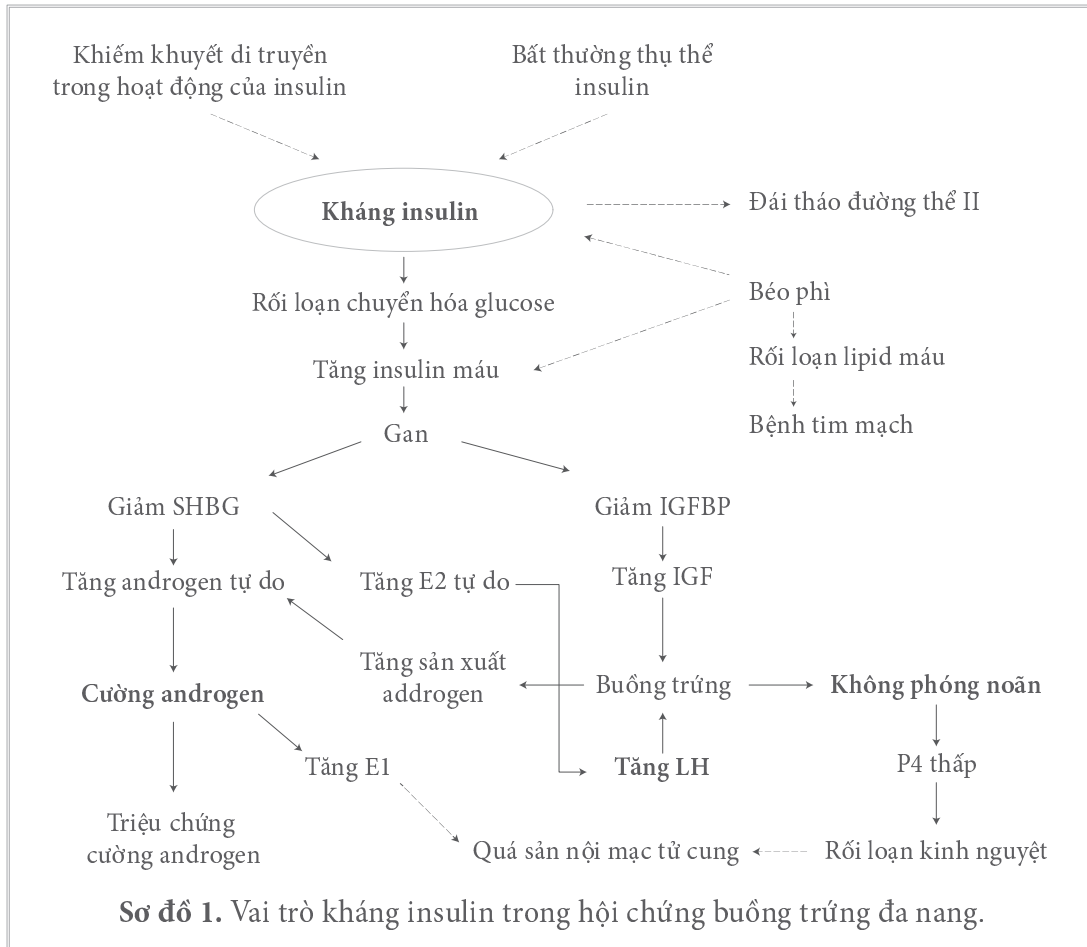 Khiếm khuyết di truyền
trong hoạt động của insulin
Bất thường thụ thể
insulin
Kháng insulin
Đái tháo đường thể II
Béo phì
Rối loạn chuyển hóa glucose
Rối loạn lipid máu
Tăng insulin máu
Bệnh tim mạch
Gan
Giảm SHBG
Giảm IGFBP
Tăng androgen tự do
Tăng E2 tự do
Tăng IGF
Tăng sản xuất
addrogen
Cường androgen
Buồng trứng
Không phóng noãn
Tăng E1
Tăng LH
P4 thấp
Triệu chứng
cường androgen
Quá sản nội mạc tử cung
Rối loạn kinh nguyệt
Sơ đồ 1. Vai trò kháng insulin trong hội chứng buồng trứng đa nang.